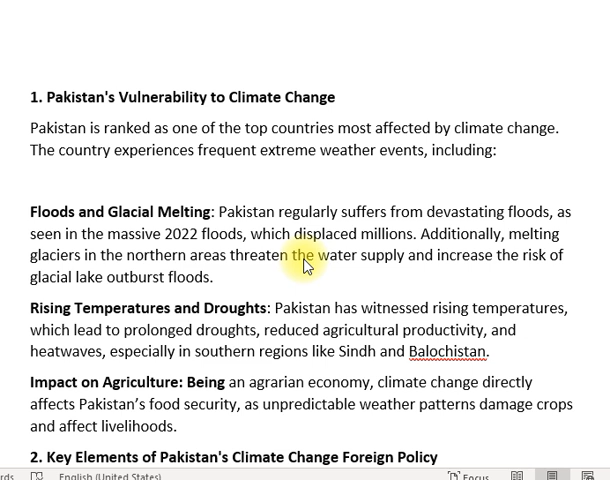 1. Pakistan's Vulnerability to Climate Change
Pakistan is ranked as one of the top countries most affected by climate change.
The country experiences frequent extreme weather events, including:
Floods and Glacial Melting: Pakistan regularly suffers from devastating floods, as
seen in the massive 2022 floods, which displaced millions. Additionally, melting
glaciers in the northern areas threaten the water supply and increase the risk of
glacial lake outburst floods.
Rising Temperatures and Droughts: Pakistan has witnessed rising temperatures,
which lead to prolonged droughts, reduced agricultural productivity, and
heatwaves, especially in southern regions like Sindh and Balochistan.
Impact on Agriculture: Being an agrarian economy, climate change directly
affects Pakistan’s food security, as unpredictable weather patterns damage crops
and affect livelihoods.
2. Key Elements of Pakistan's Climate Change Foreign Policy
rds English (United States) Focus